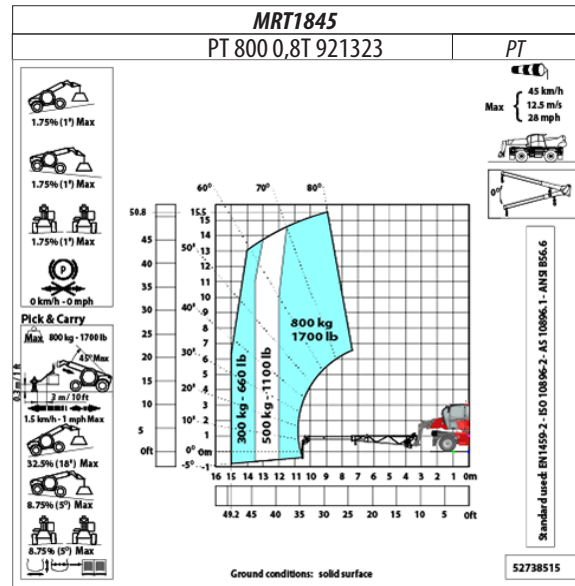 MRT1845
PT 800 0,8T 921323
PT
1.75% (1°) Max
1.75% (1°) Max
1.75% (1°) Max
P
0 km/h - 0 mph
Pick & Carry
Max 800 kg - 1700 lb
45° Max
0.3 m / 1 ft
3 m / 10 ft
1.5 km/h - 1 mph Max
32.5% (18°) Max
8.75% (5°) Max
8.75% (5°) Max
Max
45 km/h
12.5 m/s
28 mph
0°
60° 70° 80°
50.8 15.5
15
45 14
50°
13
40 12
11
35 10
40°
9
30 8
25 7
30°
20 6
5
15 4
20°
10 3
2
10°
5 1
0ft 0° 0m
-5° -1
800 kg
1700 lb
300 kg - 660 lb
500 kg - 1100 lb
16 15 14 13 12 11 10 9 8 7 6 5 4 3 2 1 0m
49.2 45 40 35 30 25 20 15 10 5 0ft
Standard used: EN1459-2 - ISO 10896-2 - AS 10896.1 - ANSI B56.6
Ground conditions: solid surface
52738515